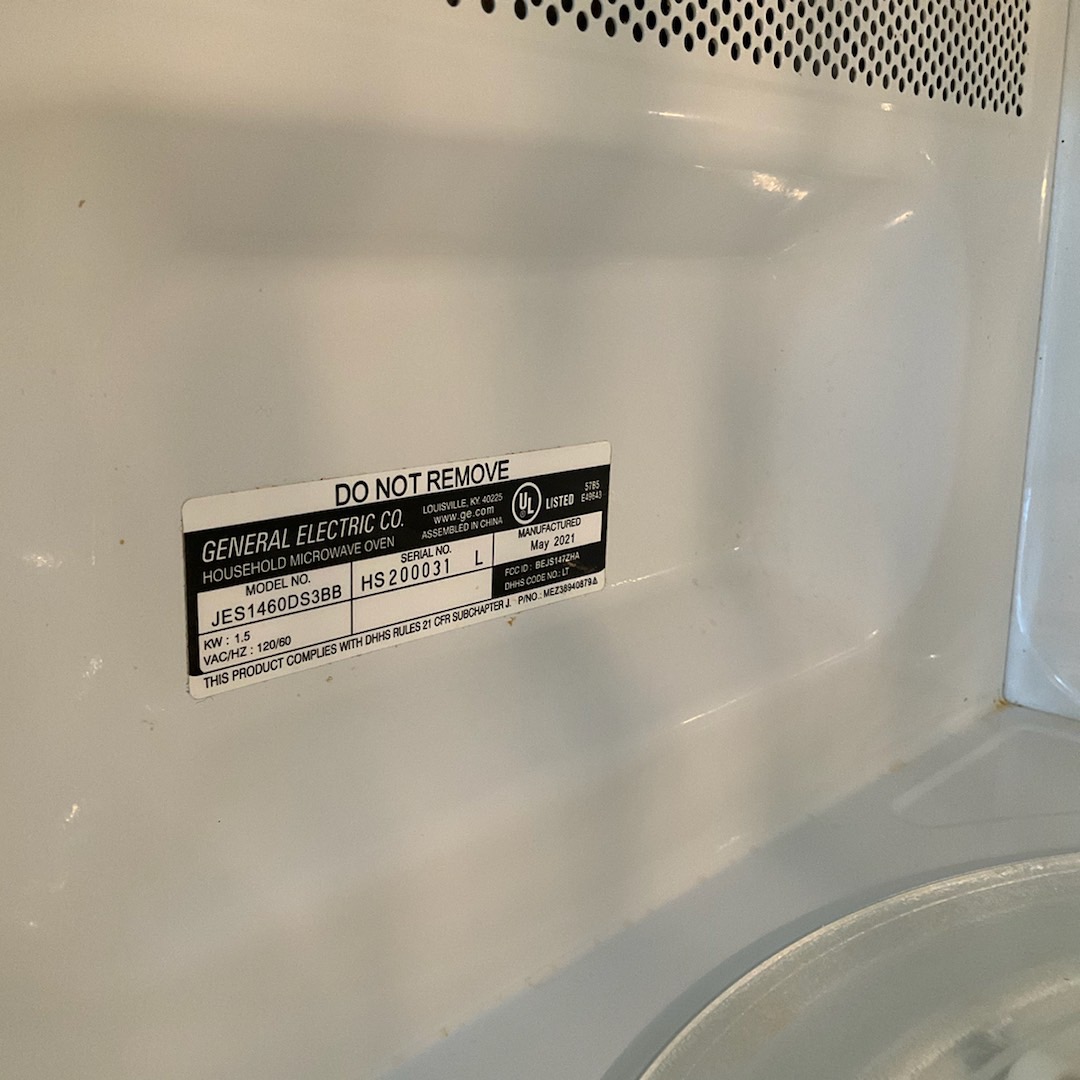 DO NOT REMOVE
GENERAL ELECTRIC CO.
HOUSEHOLD MICROWAVE OVEN
LOUISVILLE, KY 40225
www.ge.com
ASSEMBLED IN CHINA
UL ® LISTED
57B5
E49643
MODEL NO.
JES1460DS3BB
SERIAL NO.
HS200031 L
MANUFACTURED
May 2021
KW : 1.5
VAC/HZ : 120/60
FCC ID : BEJS147ZHA
DHHS CODE NO.: LT
THIS PRODUCT COMPLIES WITH DHHS RULES 21 CFR SUBCHAPTER J. P/NO.: MEZ36940879